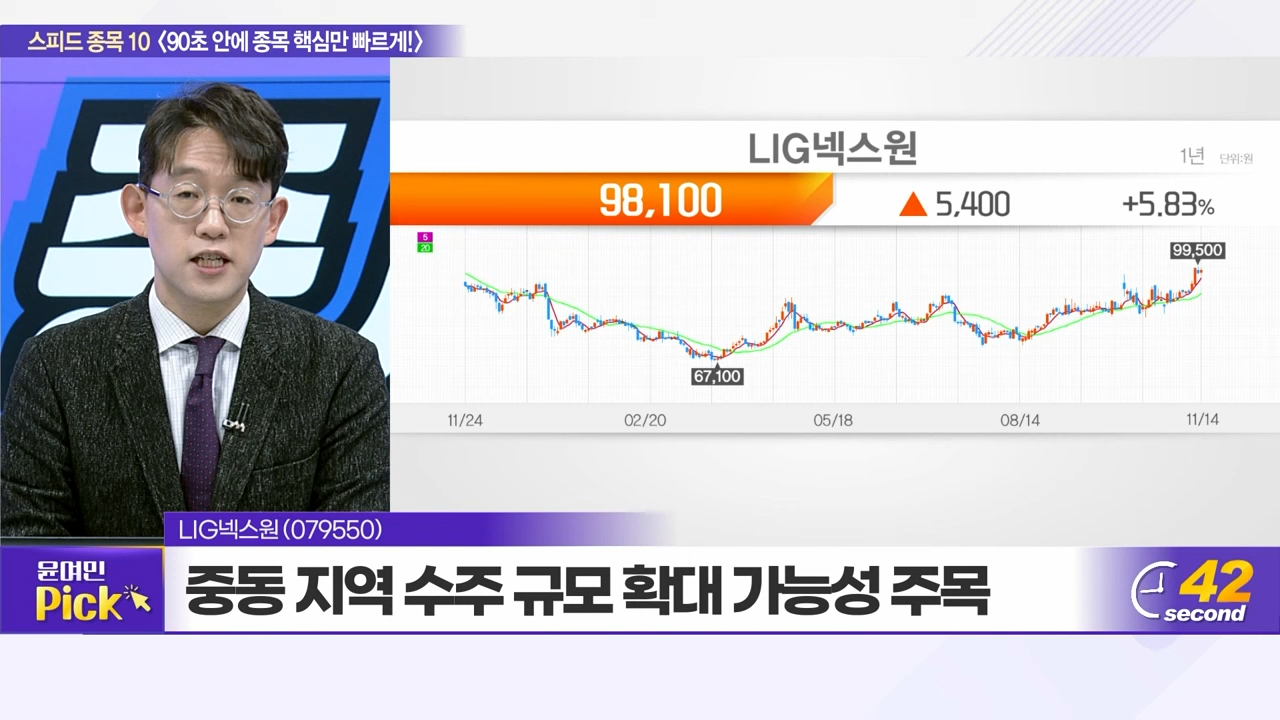 스피드 종목 10 〈90초 안에 종목 핵심만 빠르게!〉
LIG넥스원
1년 단위:원
98,100 ▲ 5,400 +5.83%
5
20
99,500
67,100
11/24 02/20 05/18 08/14 11/14
LIG넥스원(079550)
윤여민
Pick
중동 지역 수주 규모 확대 가능성 주목
42
second